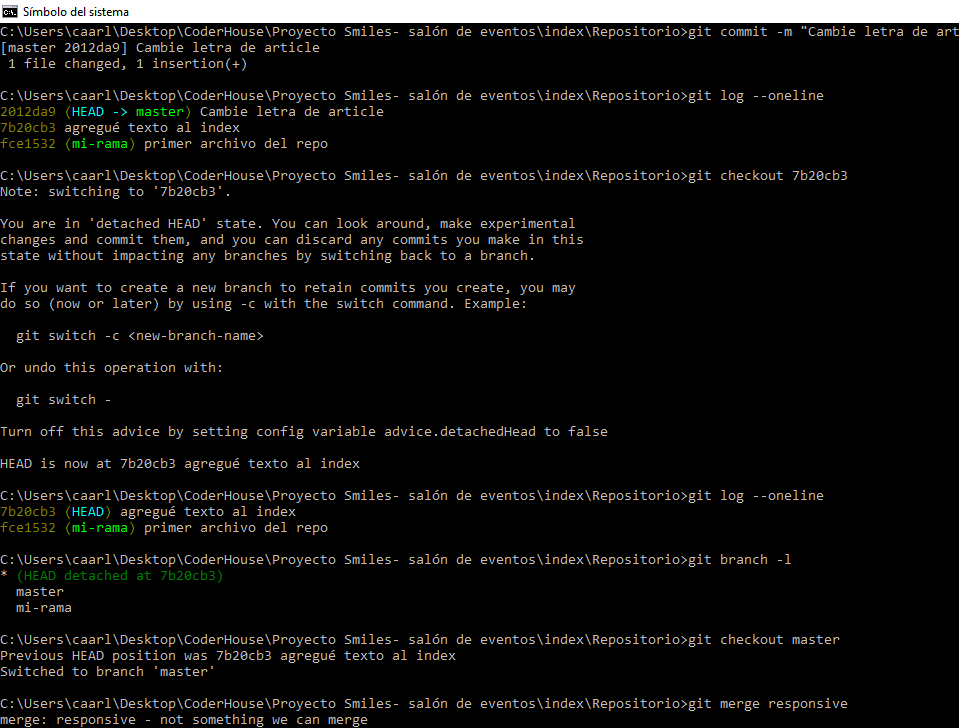 Símbolo del sistema
C:\Users\caarl\Desktop\CoderHouse\Proyecto Smiles- salón de eventos\index\Repositorio>git commit -m "Cambie letra de art
[master 2012da9] Cambie letra de article
 1 file changed, 1 insertion(+)
C:\Users\caarl\Desktop\CoderHouse\Proyecto Smiles- salón de eventos\index\Repositorio>git log --oneline
2012da9 (HEAD -> master) Cambie letra de article
7b20cb3 agregué texto al index
fce1532 (mi-rama) primer archivo del repo
C:\Users\caarl\Desktop\CoderHouse\Proyecto Smiles- salón de eventos\index\Repositorio>git checkout 7b20cb3
Note: switching to '7b20cb3'.
You are in 'detached HEAD' state. You can look around, make experimental
changes and commit them, and you can discard any commits you make in this
state without impacting any branches by switching back to a branch.
If you want to create a new branch to retain commits you create, you may
do so (now or later) by using -c with the switch command. Example:
  git switch -c <new-branch-name>
Or undo this operation with:
  git switch -
Turn off this advice by setting config variable advice.detachedHead to false
HEAD is now at 7b20cb3 agregué texto al index
C:\Users\caarl\Desktop\CoderHouse\Proyecto Smiles- salón de eventos\index\Repositorio>git log --oneline
7b20cb3 (HEAD) agregué texto al index
fce1532 (mi-rama) primer archivo del repo
C:\Users\caarl\Desktop\CoderHouse\Proyecto Smiles- salón de eventos\index\Repositorio>git branch -l
* (HEAD detached at 7b20cb3)
  master
  mi-rama
C:\Users\caarl\Desktop\CoderHouse\Proyecto Smiles- salón de eventos\index\Repositorio>git checkout master
Previous HEAD position was 7b20cb3 agregué texto al index
Switched to branch 'master'
C:\Users\caarl\Desktop\CoderHouse\Proyecto Smiles- salón de eventos\index\Repositorio>git merge responsive
merge: responsive - not something we can merge